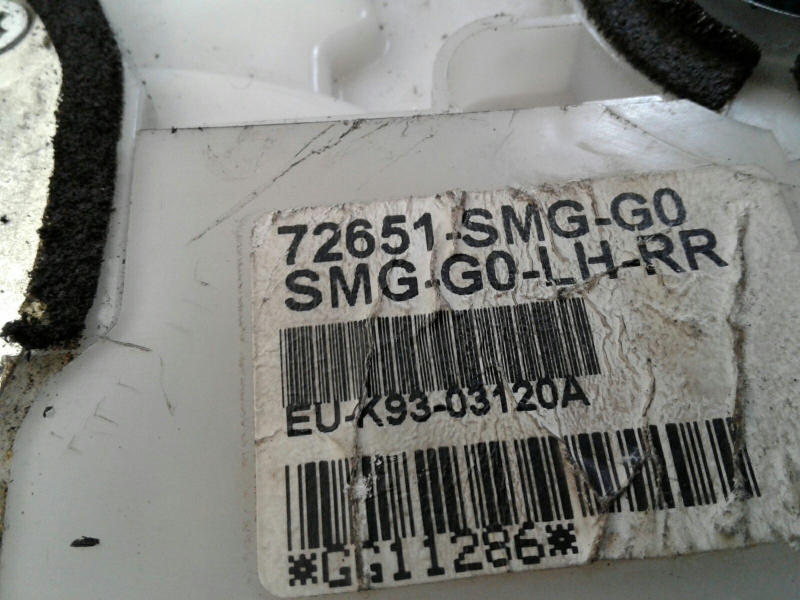 72651-SMG-G0
SMG-G0-LH-RR
EU-K93-03120A
*GG11286*